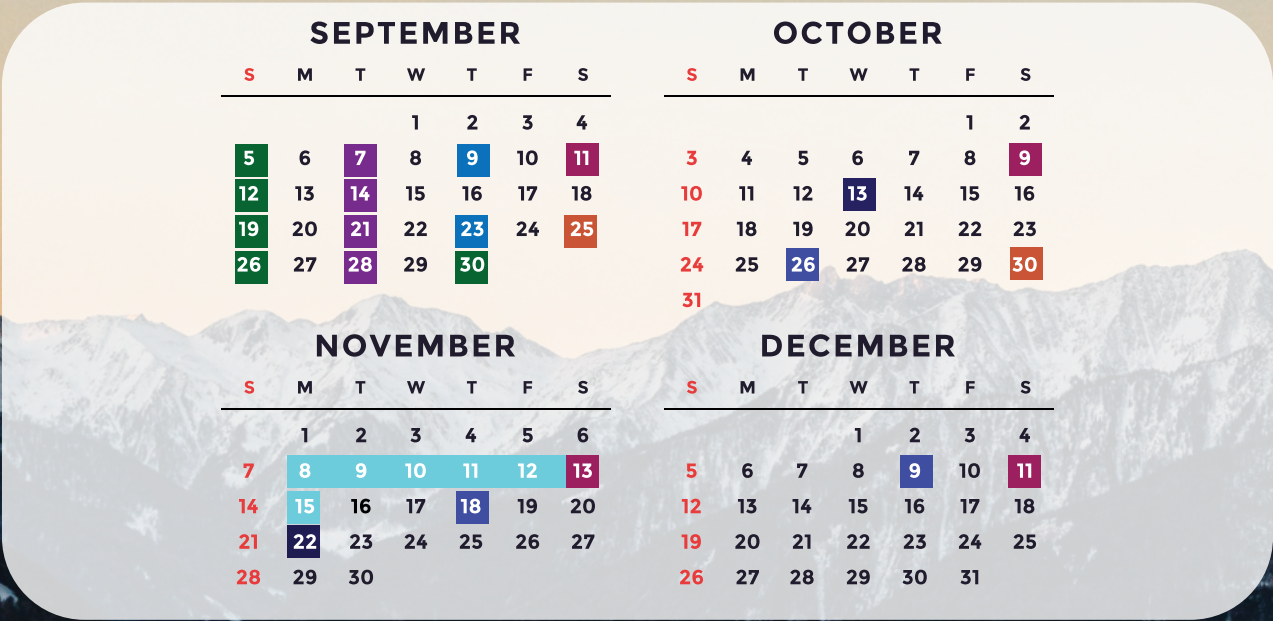 SEPTEMBER
S M T W T F S
1 2 3 4
5 6 7 8 9 10 11
12 13 14 15 16 17 18
19 20 21 22 23 24 25
26 27 28 29 30
OCTOBER
S M T W T F S
1 2
3 4 5 6 7 8 9
10 11 12 13 14 15 16
17 18 19 20 21 22 23
24 25 26 27 28 29 30
31
NOVEMBER
S M T W T F S
1 2 3 4 5 6
7 8 9 10 11 12 13
14 15 16 17 18 19 20
21 22 23 24 25 26 27
28 29 30
DECEMBER
S M T W T F S
1 2 3 4
5 6 7 8 9 10 11
12 13 14 15 16 17 18
19 20 21 22 23 24 25
26 27 28 29 30 31